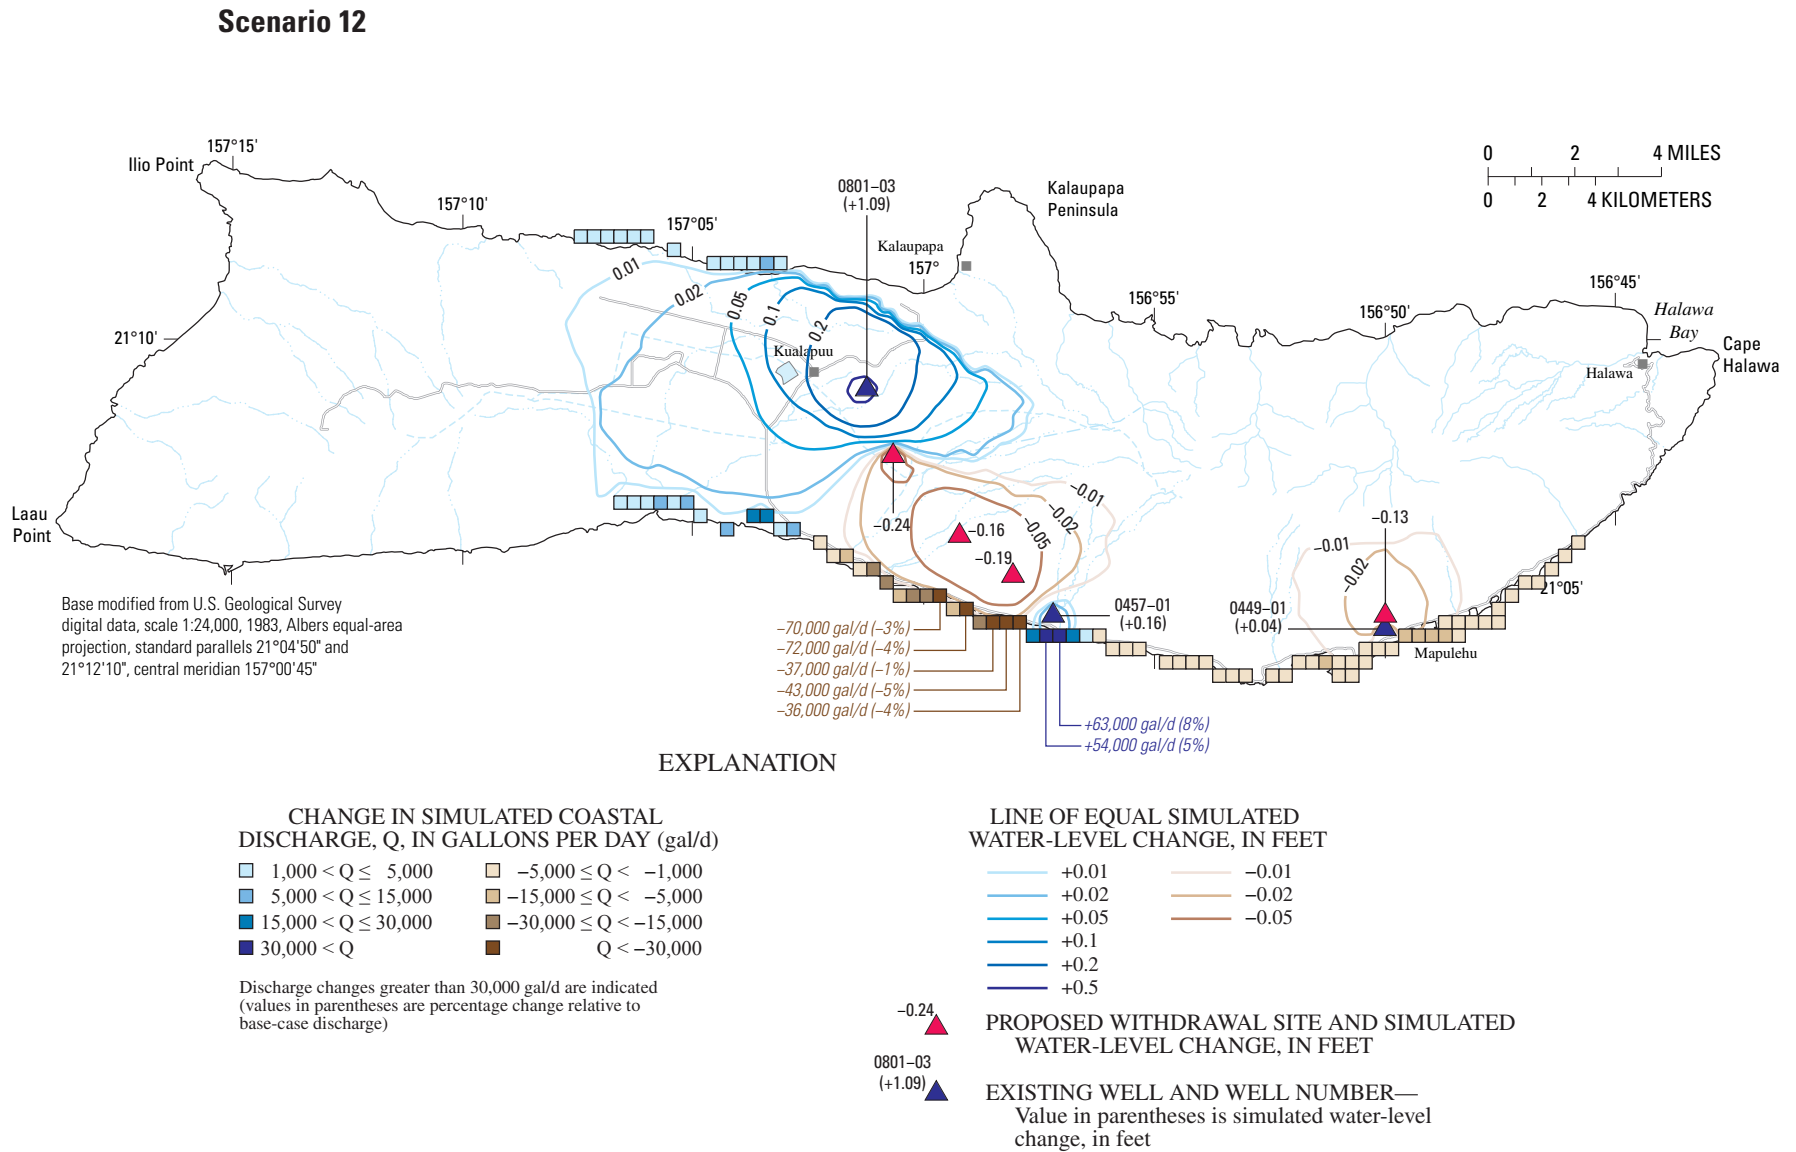 Scenario 12
157°15'
Ilio Point
157°10'
157°05'
0801–03
(+1.09)
Kalaupapa
Peninsula
Kalaupapa
157°
0 2 4 MILES
0 2 4 KILOMETERS
156°55'
156°50'
156°45'
Halawa
Bay
Cape
Halawa
Halawa
21°10'
0.01
0.02
0.05
0.1
0.2
Kualapuu
Laau
Point
–0.24
–0.16
–0.19
–0.05
–0.02
–0.01
–0.13
–0.01
–0.02
21°05'
0457–01
(+0.16)
0449–01
(+0.04)
Mapulehu
Base modified from U.S. Geological Survey
digital data, scale 1:24,000, 1983, Albers equal-area
projection, standard parallels 21°04'50" and
21°12'10", central meridian 157°00'45"
–70,000 gal/d (–3%)
–72,000 gal/d (–4%)
–37,000 gal/d (–1%)
–43,000 gal/d (–5%)
–36,000 gal/d (–4%)
+63,000 gal/d (8%)
+54,000 gal/d (5%)
EXPLANATION
CHANGE IN SIMULATED COASTAL
DISCHARGE, Q, IN GALLONS PER DAY (gal/d)
1,000 < Q ≤ 5,000
5,000 < Q ≤ 15,000
15,000 < Q ≤ 30,000
30,000 < Q
–5,000 ≤ Q < –1,000
–15,000 ≤ Q < –5,000
–30,000 ≤ Q < –15,000
Q < –30,000
Discharge changes greater than 30,000 gal/d are indicated
(values in parentheses are percentage change relative to
base-case discharge)
LINE OF EQUAL SIMULATED
WATER-LEVEL CHANGE, IN FEET
+0.01
+0.02
+0.05
+0.1
+0.2
+0.5
–0.01
–0.02
–0.05
–0.24
PROPOSED WITHDRAWAL SITE AND SIMULATED
WATER-LEVEL CHANGE, IN FEET
0801–03
(+1.09)
EXISTING WELL AND WELL NUMBER—
Value in parentheses is simulated water-level
change, in feet